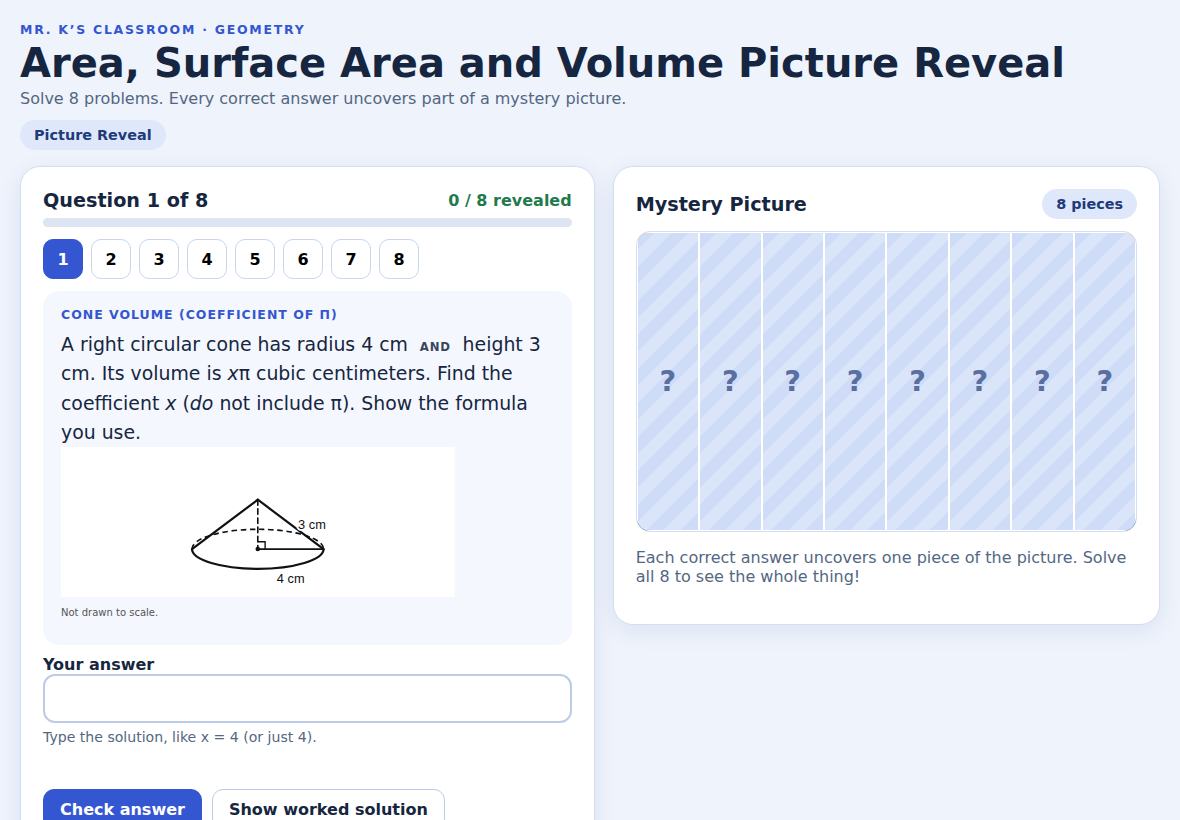 MR. K’S CLASSROOM · GEOMETRY
Area, Surface Area and Volume Picture Reveal
Solve 8 problems. Every correct answer uncovers part of a mystery picture.
Picture Reveal
Question 1 of 8
0 / 8 revealed
1 2 3 4 5 6 7 8
CONE VOLUME (COEFFICIENT OF Π)
A right circular cone has radius 4 cm AND height 3
cm. Its volume is xπ cubic centimeters. Find the
coefficient x (do not include π). Show the formula
you use.
3 cm
4 cm
Not drawn to scale.
Your answer
Type the solution, like x = 4 (or just 4).
Check answer
Show worked solution
Mystery Picture
8 pieces
? ? ? ? ? ? ? ?
Each correct answer uncovers one piece of the picture. Solve
all 8 to see the whole thing!